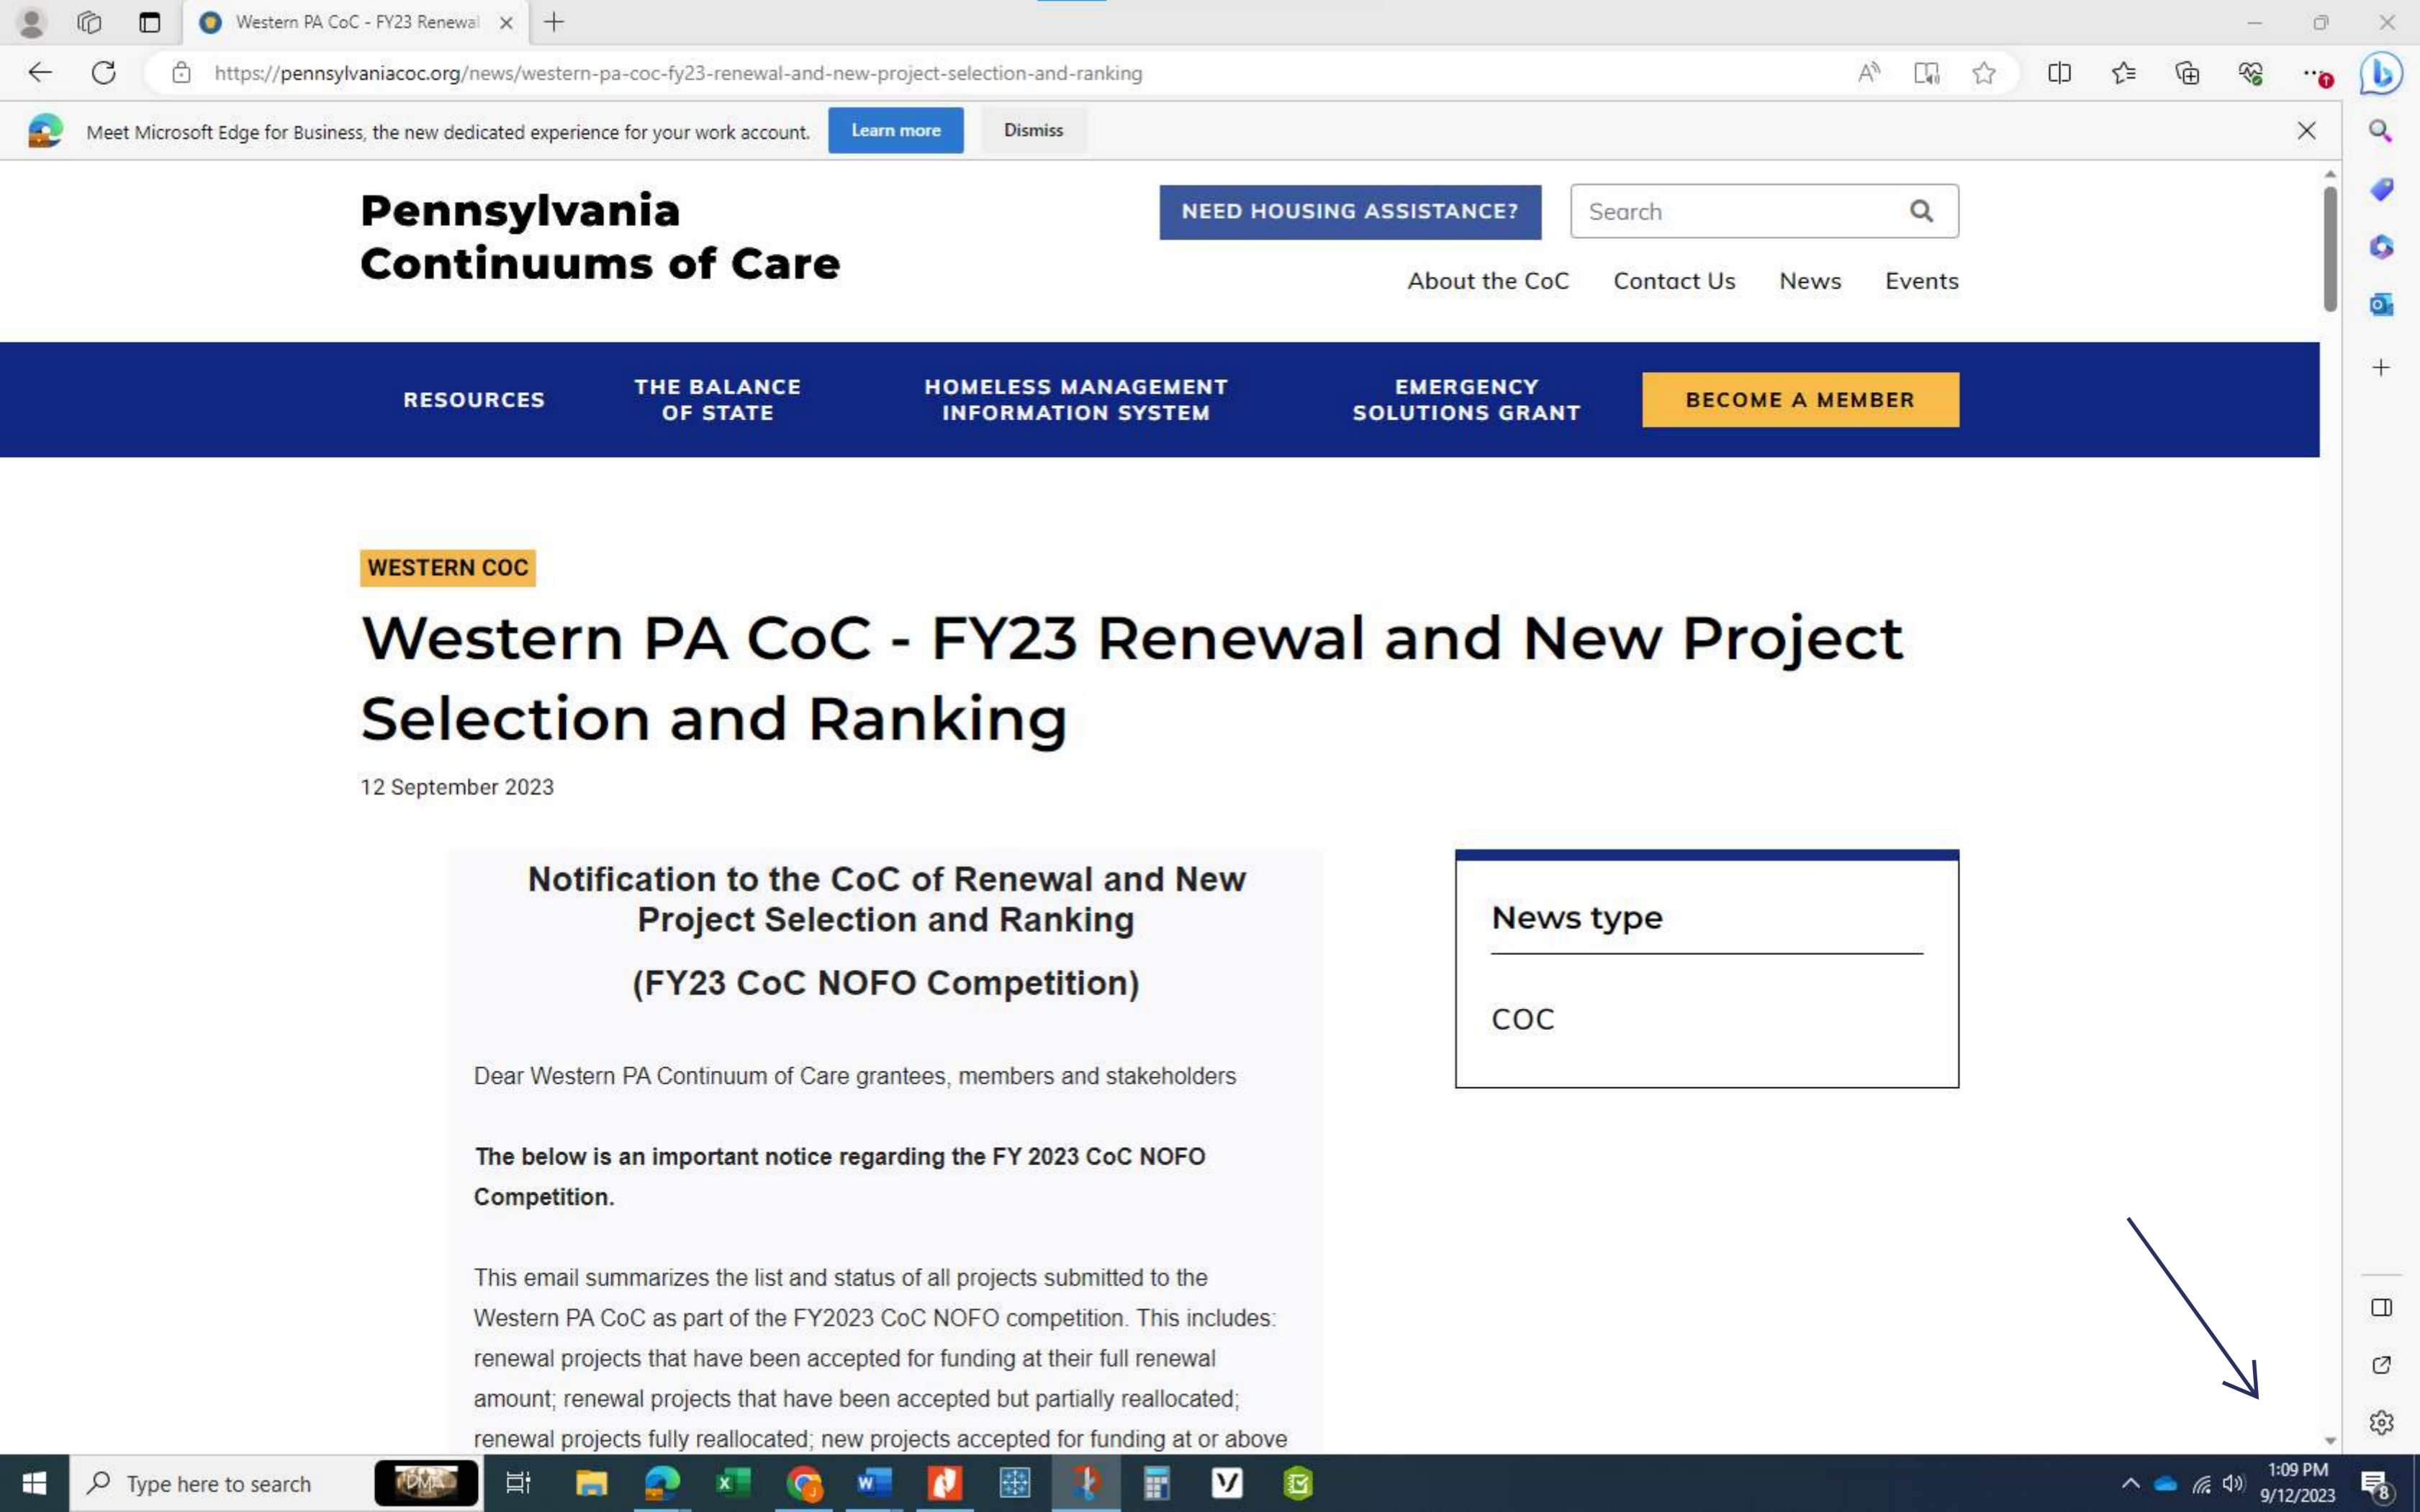 Western PA CoC - FY23 Renewal
https://pennsylvaniacoc.org/news/western-pa-coc-fy23-renewal-and-new-project-selection-and-ranking
Meet Microsoft Edge for Business, the new dedicated experience for your work account.
Learn more
Dismiss
Pennsylvania
Continuums of Care
NEED HOUSING ASSISTANCE?
Search
About the CoC
Contact Us
News
Events
RESOURCES
THE BALANCE
OF STATE
HOMELESS MANAGEMENT
INFORMATION SYSTEM
EMERGENCY
SOLUTIONS GRANT
BECOME A MEMBER
WESTERN COC
Western PA CoC - FY23 Renewal and New Project
Selection and Ranking
12 September 2023
Notification to the CoC of Renewal and New
Project Selection and Ranking
(FY23 CoC NOFO Competition)
Dear Western PA Continuum of Care grantees, members and stakeholders
The below is an important notice regarding the FY 2023 CoC NOFO
Competition.
This email summarizes the list and status of all projects submitted to the
Western PA CoC as part of the FY2023 CoC NOFO competition. This includes:
renewal projects that have been accepted for funding at their full renewal
amount; renewal projects that have been accepted but partially reallocated;
renewal projects fully reallocated; new projects accepted for funding at or above
News type
COC
Type here to search
DMA
1:09 PM
9/12/2023
8